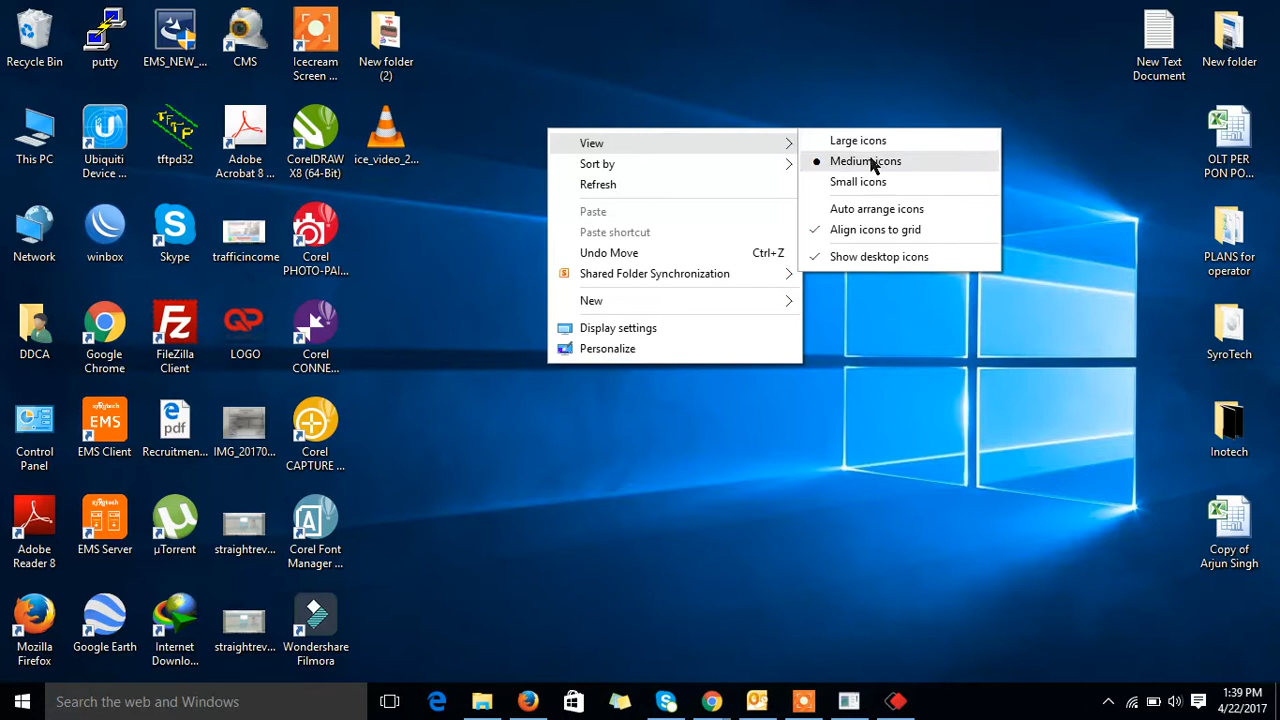 Recycle Bin
putty
EMS_NEW_...
CMS
Icecream
Screen ...
New folder
(2)
New Text
Document
New folder
This PC
Ubiquiti
Device ...
TFTP
tftpd32
Adobe
Acrobat 8 ...
CorelDRAW
X8 (64-Bit)
ice_video_2...
OLT PER
PON PO...
Network
winbox
Skype
trafficincome
Corel
PHOTO-PAI...
PLANS for
operator
DDCA
Google
Chrome
FileZilla
Client
LOGO
Corel
CONNE...
SyroTech
Control
Panel
syrotech
EMS
EMS Client
pdf
Recruitmen...
IMG_20170...
Corel
CAPTURE ...
Inotech
Adobe
Reader 8
syrotech
EMS Server
µTorrent
straightrev...
Corel Font
Manager ...
Copy of
Arjun Singh
Mozilla
Firefox
Google Earth
Internet
Downlo...
straightrev...
Wondershare
Filmora
View
Sort by
Refresh
Paste
Paste shortcut
Undo Move Ctrl+Z
Shared Folder Synchronization
New
Display settings
Personalize
Large icons
Medium icons
Small icons
Auto arrange icons
Align icons to grid
Show desktop icons
Search the web and Windows
1:39 PM
4/22/2017